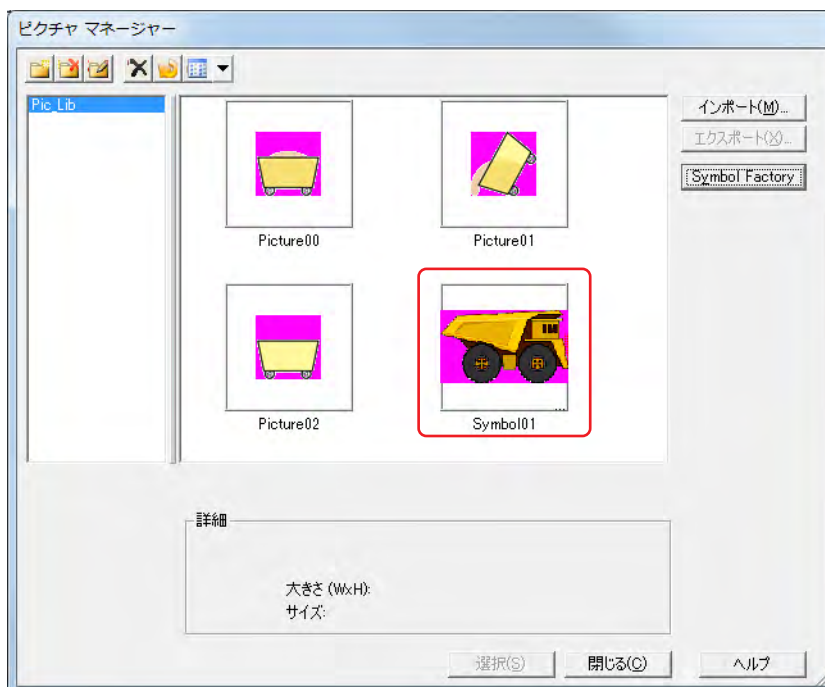 ピクチャ マネージャー
Pic_Lib
インポート(M)...
エクスポート(X)...
Symbol Factory
Picture00
Picture01
Picture02
Symbol01
...
詳細
大きさ (WxH):
サイズ:
選択(S)
閉じる(C)
ヘルプ